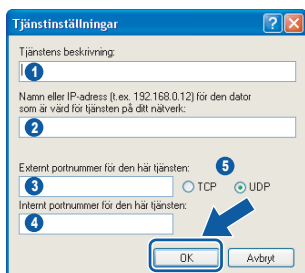 Tjänstinställningar
Tjänstens beskrivning:
1
Namn eller IP-adress (t.ex. 192.168.0.12) för den dator
som är värd för tjänsten på ditt nätverk:
2
Externt portnummer för den här tjänsten: 5
3 TCP UDP
Internt portnummer för den här tjänsten:
4
OK Avbryt